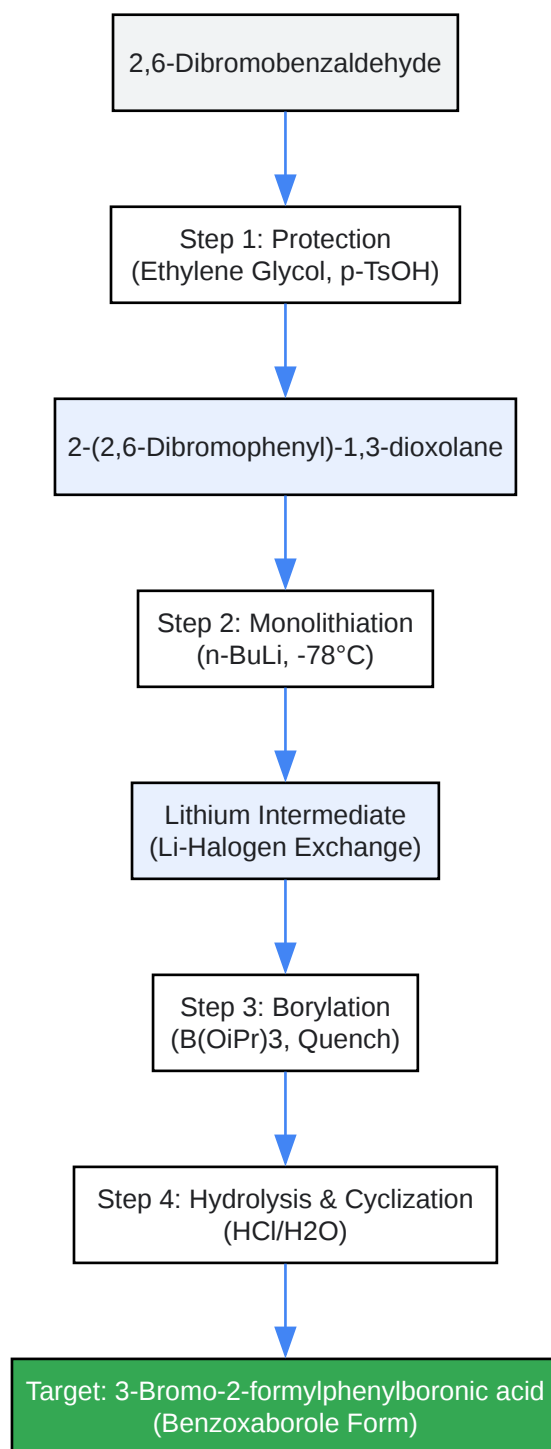 2,6-Dibromobenzaldehyde
Step 1: Protection
(Ethylene Glycol, p-TsOH)
2-(2,6-Dibromophenyl)-1,3-dioxolane
Step 2: Monolithiation
(n-BuLi, -78°C)
Lithium Intermediate
(Li-Halogen Exchange)
Step 3: Borylation
(B(OiPr)3, Quench)
Step 4: Hydrolysis & Cyclization
(HCl/H2O)
Target: 3-Bromo-2-formylphenylboronic acid
(Benzoxaborole Form)